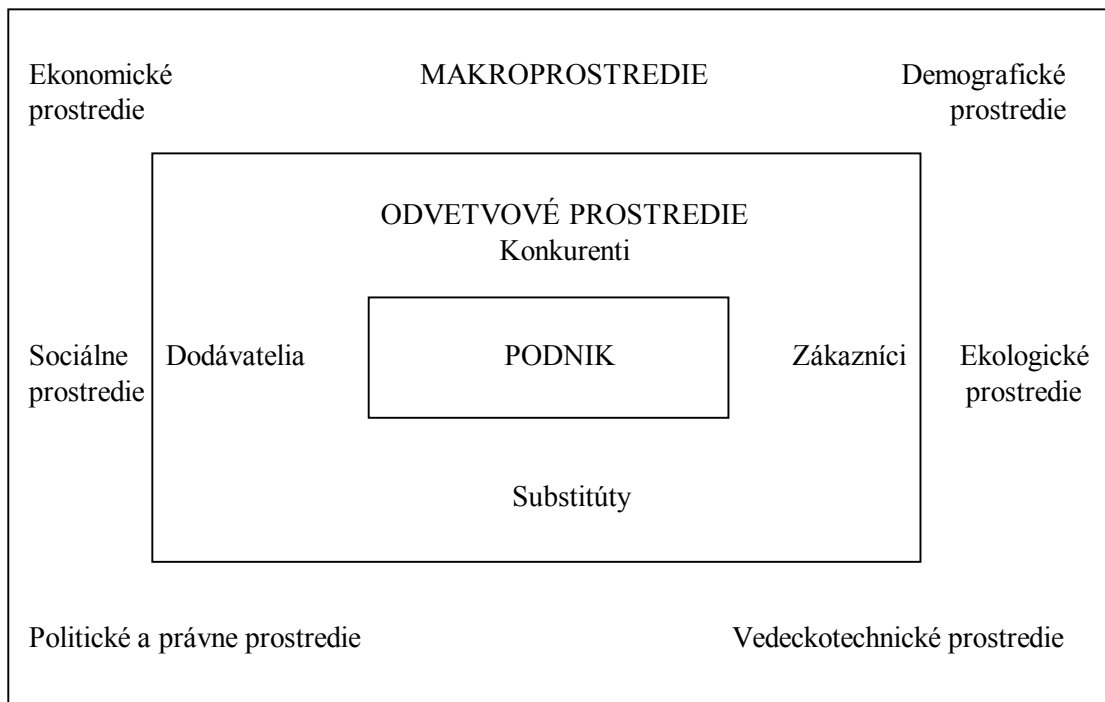 Ekonomické
prostredie
MAKROPROSTREDIE
Demografické
prostredie
ODVETVOVÉ PROSTREDIE
Konkurenti
Sociálne
prostredie
Dodávatelia
PODNIK
Zákazníci
Ekologické
prostredie
Substitúty
Politické a právne prostredie
Vedeckotechnické prostredie